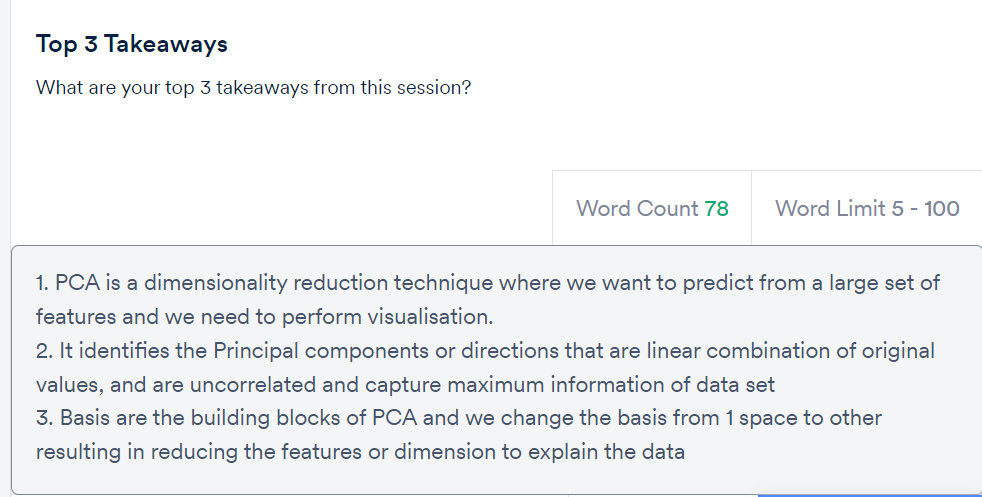 Top 3 Takeaways
What are your top 3 takeaways from this session?
Word Count 78 Word Limit 5 - 100
1. PCA is a dimensionality reduction technique where we want to predict from a large set of
features and we need to perform visualisation.
2. It identifies the Principal components or directions that are linear combination of original
values, and are uncorrelated and capture maximum information of data set
3. Basis are the building blocks of PCA and we change the basis from 1 space to other
resulting in reducing the features or dimension to explain the data